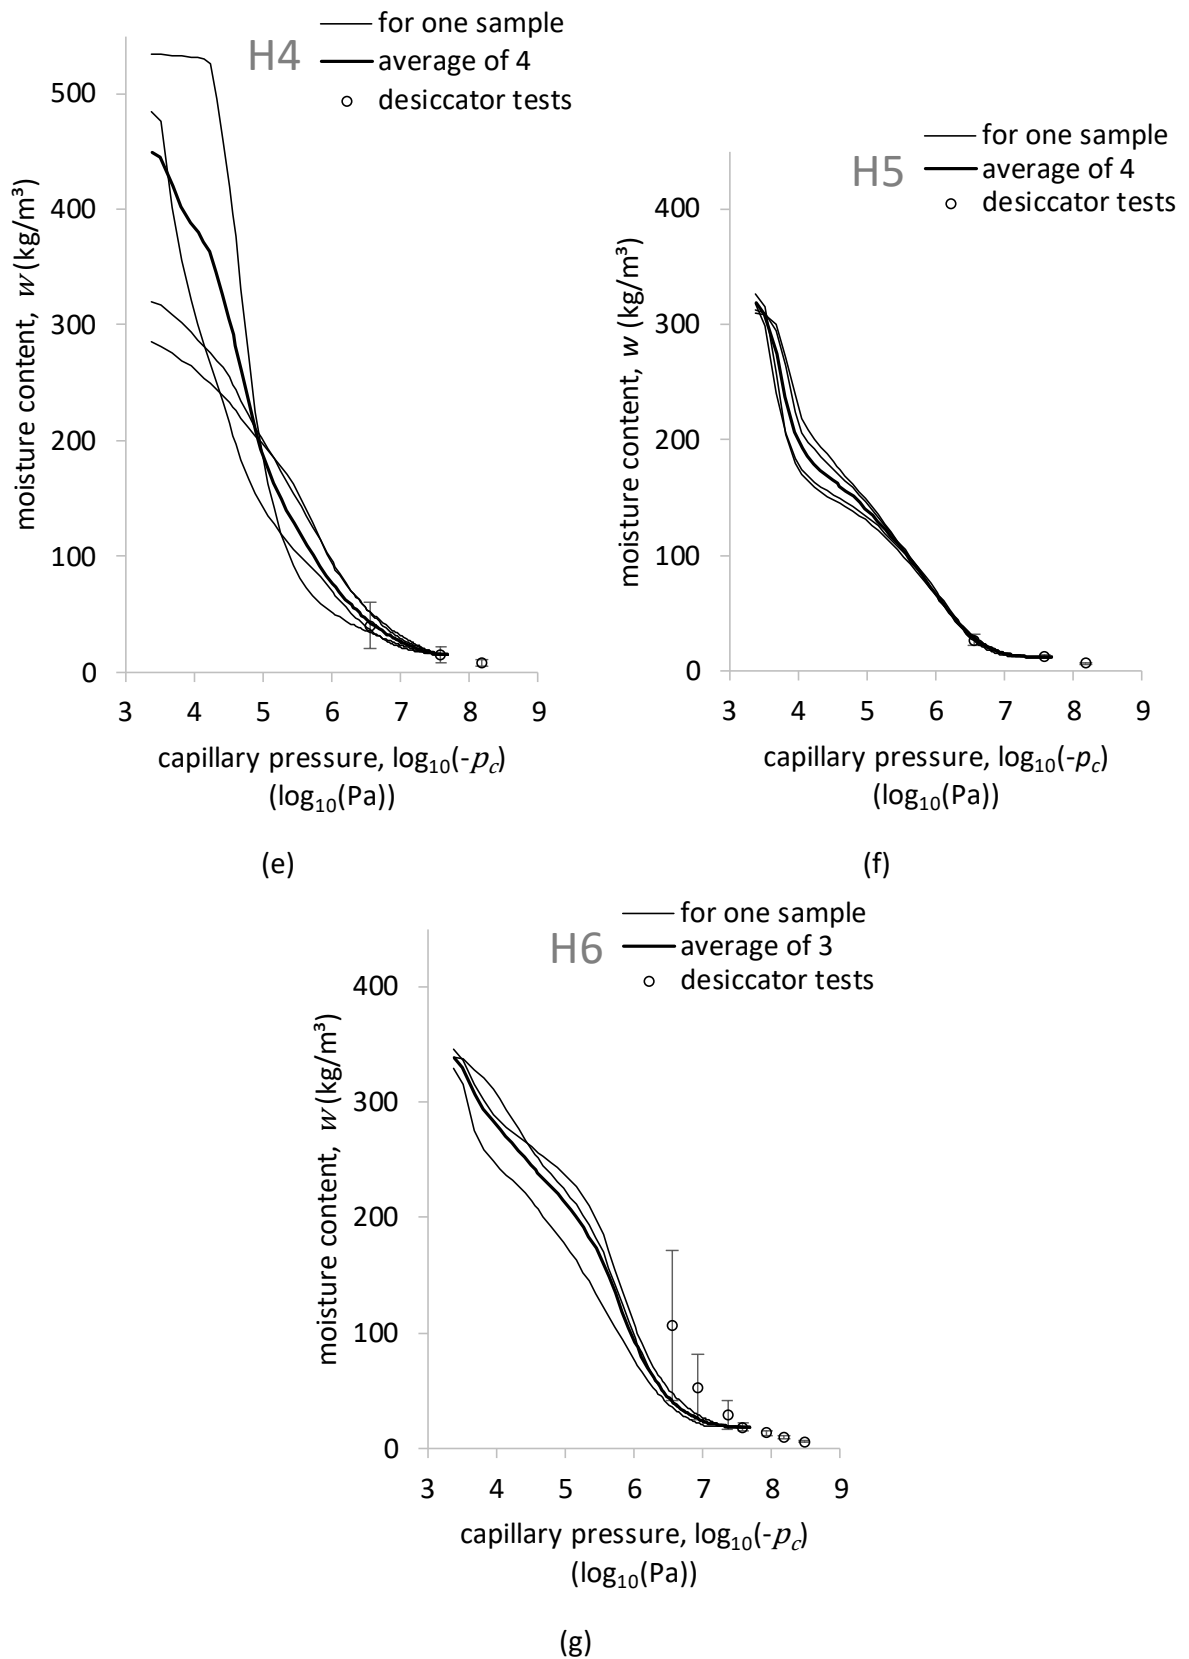 for one sample
H4
average of 4
desiccator tests
moisture content, w (kg/m³)
500
400
300
200
100
0
3 4 5 6 7 8 9
capillary pressure, log10(-pc)
(log10(Pa))
(e)
for one sample
H5
average of 4
desiccator tests
moisture content, w (kg/m³)
400
300
200
100
0
3 4 5 6 7 8 9
capillary pressure, log10(-pc)
(log10(Pa))
(f)
for one sample
H6
average of 3
desiccator tests
moisture content, w (kg/m³)
400
300
200
100
0
3 4 5 6 7 8 9
capillary pressure, log10(-pc)
(log10(Pa))
(g)